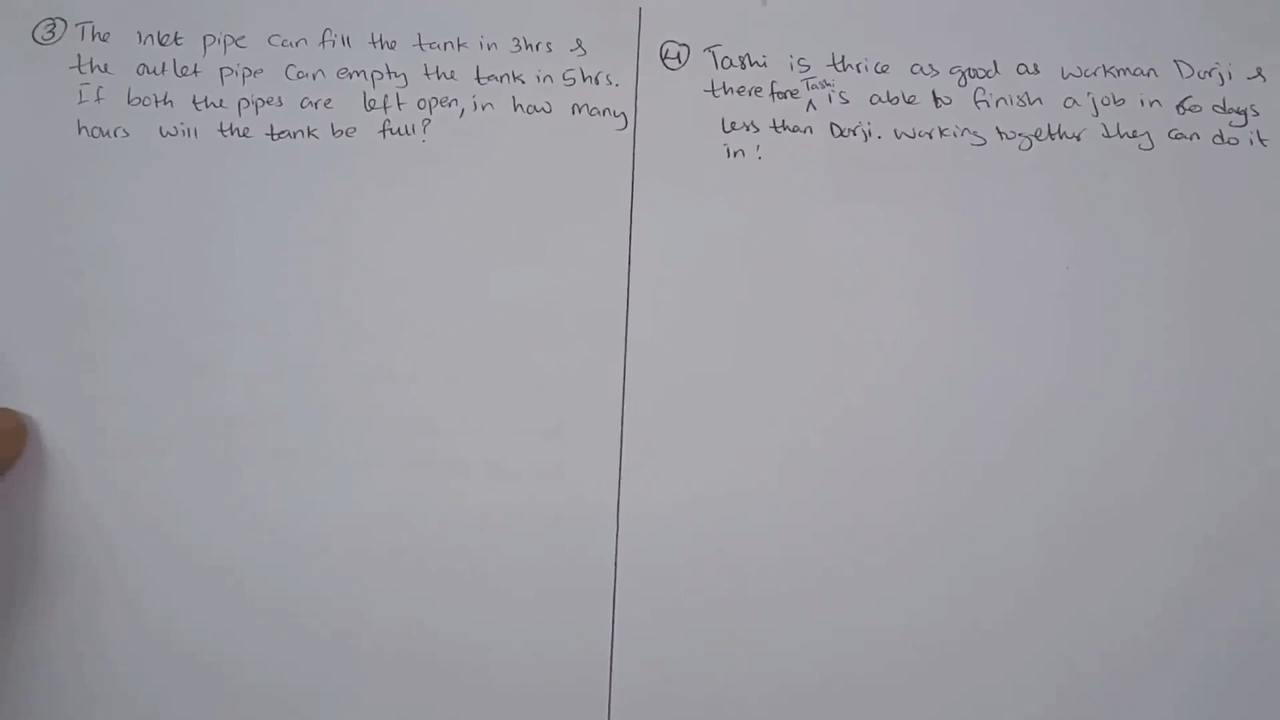 ③ The inlet pipe can fill the tank in 3hrs &
the outlet pipe can empty the tank in 5hrs.
If both the pipes are left open, in how many
hours will the tank be full?
④ Tashi is thrice as good as workman Dorji &
therefore Tashi is able to finish a job in 60 days
less than Dorji. Working together they can do it
in: